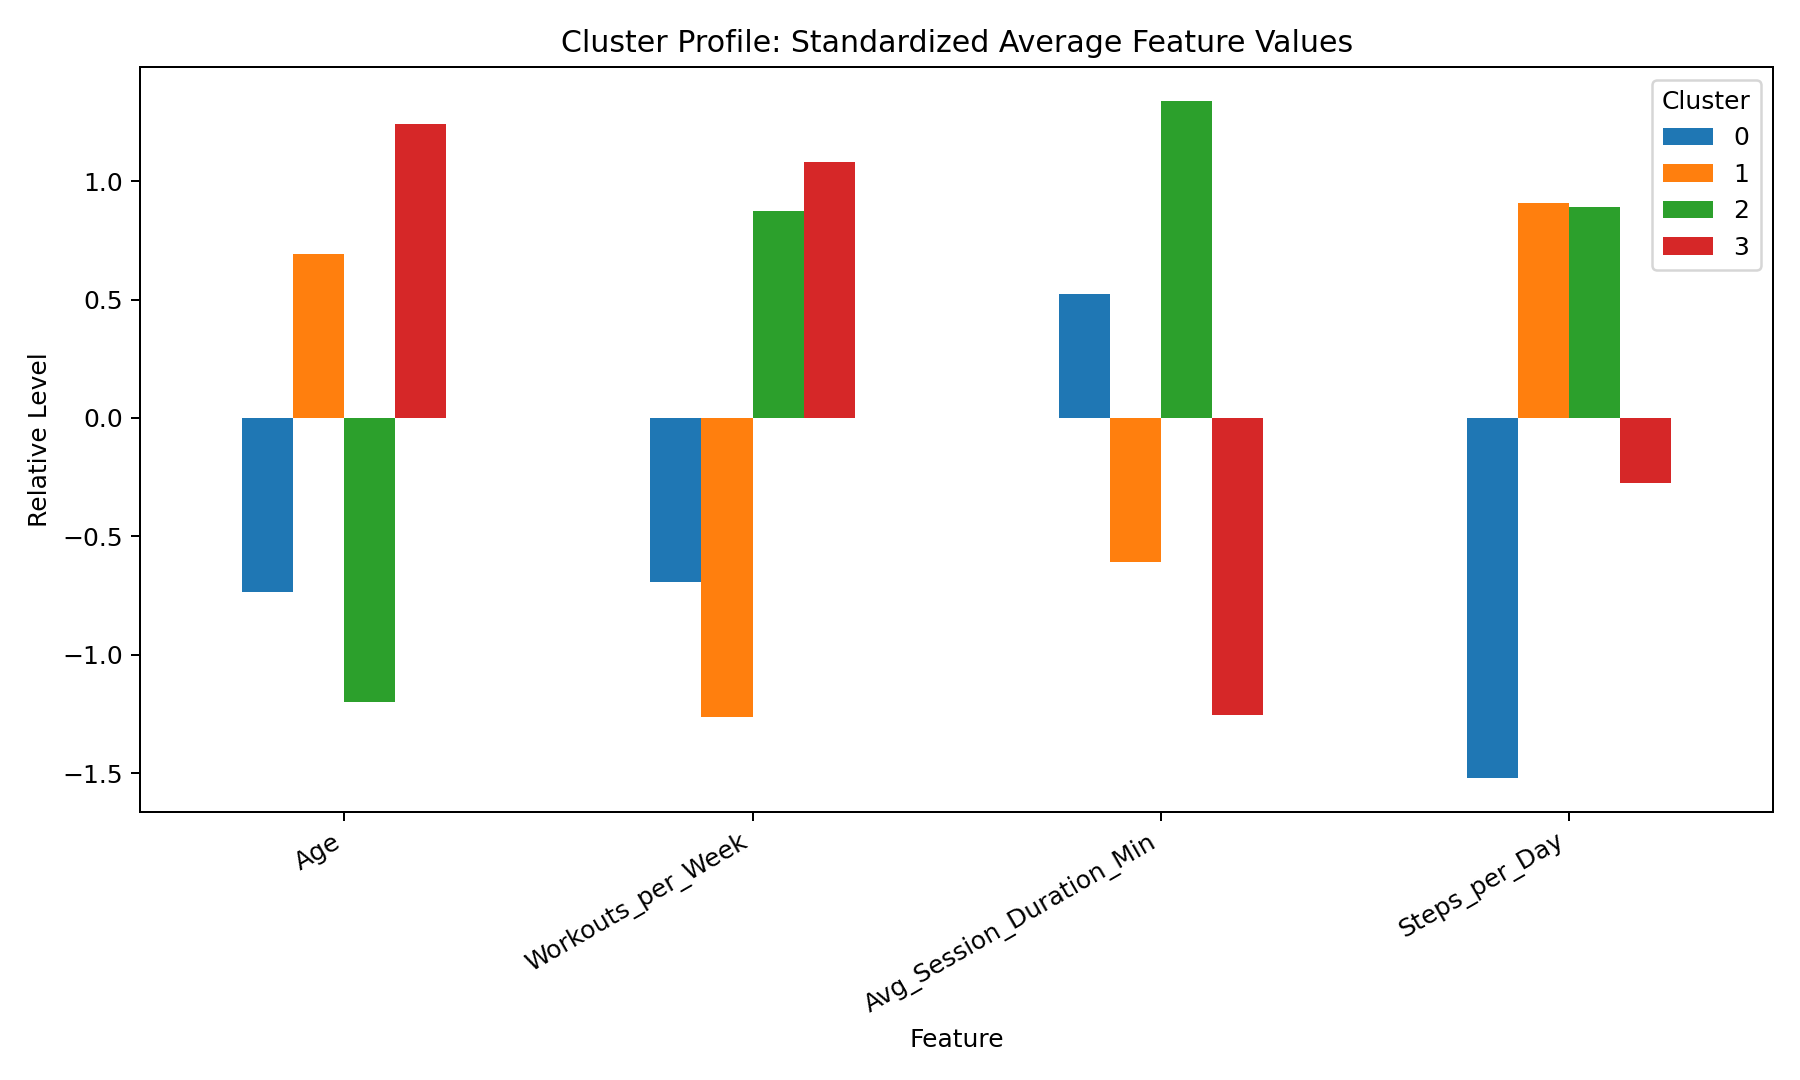 Cluster Profile: Standardized Average Feature Values
Cluster
0
1
2
3
Relative Level
1.0
0.5
0.0
−0.5
−1.0
−1.5
Age
Workouts_per_Week
Avg_Session_Duration_Min
Steps_per_Day
Feature